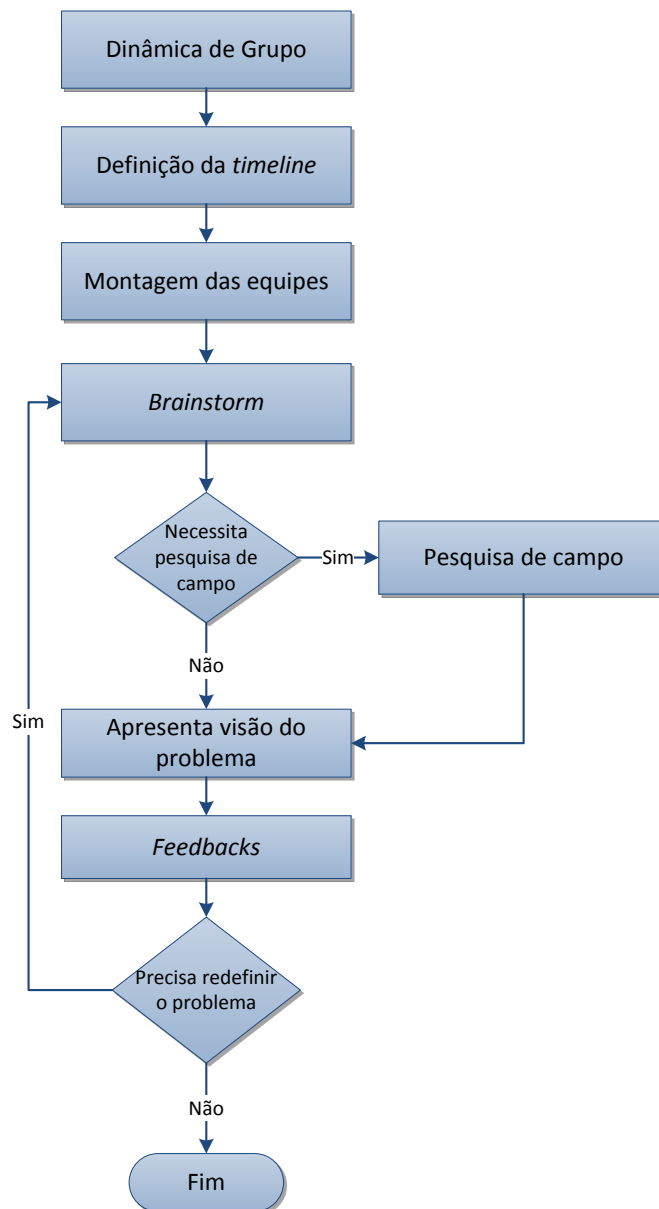 Dinâmica de Grupo
Definição da timeline
Montagem das equipes
Brainstorm
Necessita
pesquisa de
campo
Sim
Pesquisa de campo
Não
Sim
Apresenta visão do
problema
Feedbacks
Precisa redefinir
o problema
Não
Fim